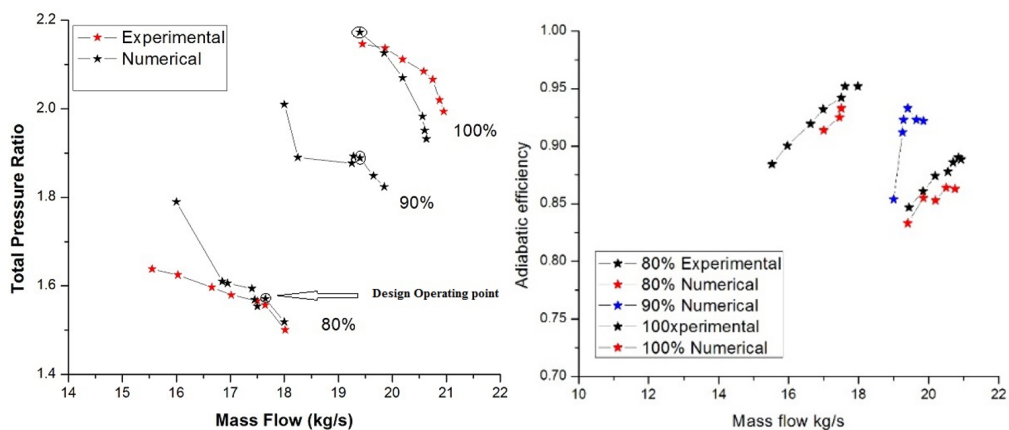 2.2
2.0
1.8
1.6
1.4
Total Pressure Ratio
Experimental
Numerical
100%
90%
80%
Design Operating point
14 15 16 17 18 19 20 21 22
Mass Flow (kg/s)
1.00
0.95
0.90
0.85
0.80
0.75
0.70
Adiabatic efficiency
80% Experimental
80% Numerical
90% Numerical
100xperimental
100% Numerical
10 12 14 16 18 20 22
Mass flow kg/s